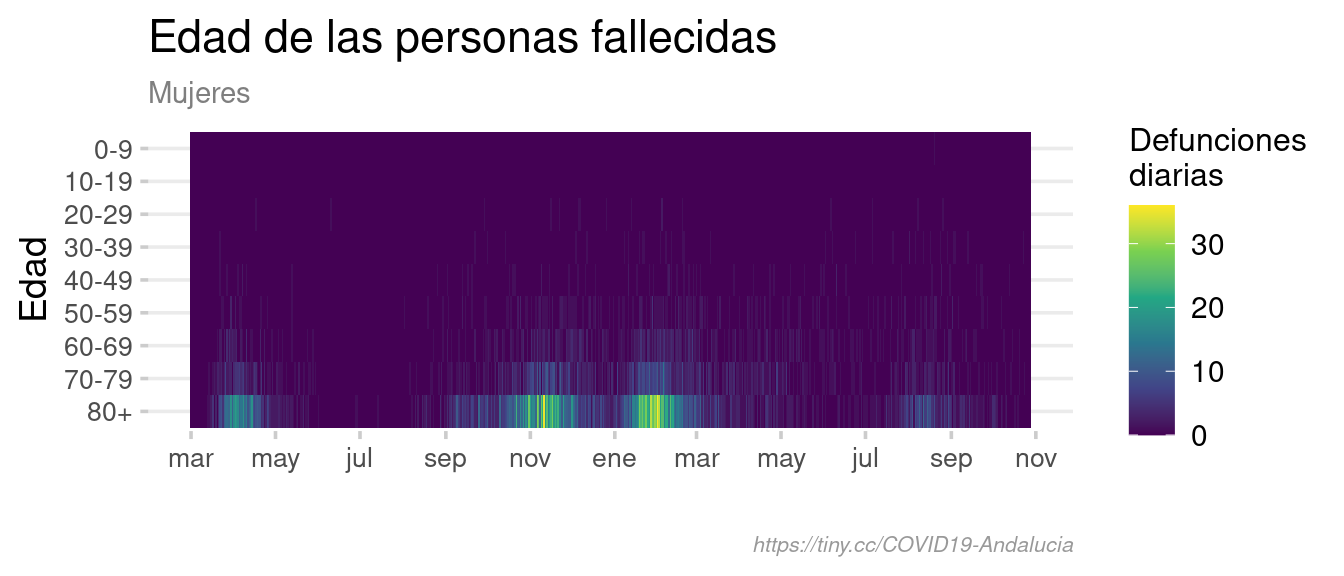 Edad de las personas fallecidas
Mujeres
Edad
0-9
10-19
20-29
30-39
40-49
50-59
60-69
70-79
80+
mar may jul sep nov ene mar may jul sep nov
Defunciones
diarias
30
20
10
0
https://tiny.cc/COVID19-Andalucia